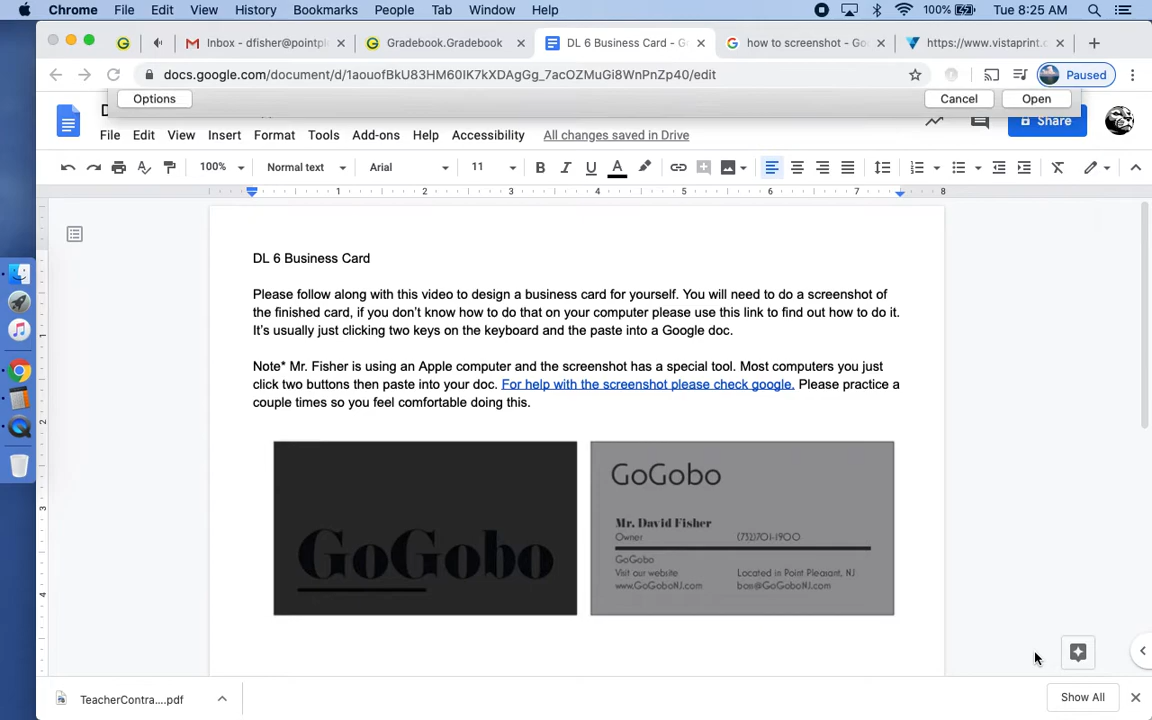 Chrome File Edit View History Bookmarks People Tab Window Help 100% Tue 8:25 AM
Inbox - dfisher@pointpl Gradebook.Gradebook DL 6 Business Card - G how to screenshot - Go https://www.vistaprint.c
docs.google.com/document/d/1aouofBkU83HM60IK7kXDAgGg_7acOZMuGi8WnPnZp40/edit Paused
Options Cancel Open
Share
File Edit View Insert Format Tools Add-ons Help Accessibility All changes saved in Drive
100% Normal text Arial 11
1 2 3 4 5 6 7 8
DL 6 Business Card
Please follow along with this video to design a business card for yourself. You will need to do a screenshot of
the finished card, if you don't know how to do that on your computer please use this link to find out how to do it.
It's usually just clicking two keys on the keyboard and the paste into a Google doc.
Note* Mr. Fisher is using an Apple computer and the screenshot has a special tool. Most computers you just
click two buttons then paste into your doc. For help with the screenshot please check google. Please practice a
couple times so you feel comfortable doing this.
GoGobo
GoGobo
Mr. David Fisher
Owner (732)701-1900
GoGobo
Visit our website Located in Point Pleasant, NJ
www.GoGoboNJ.com bos@GoGoboNJ.com
TeacherContra....pdf Show All